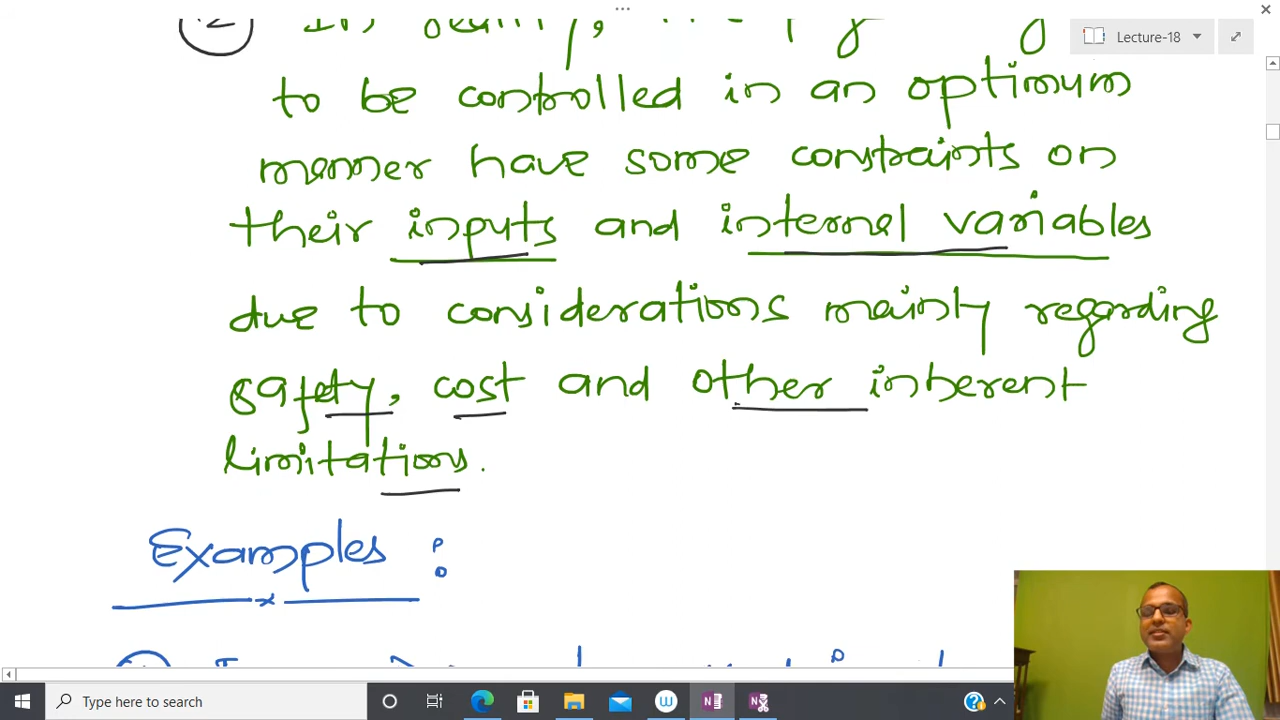 Lecture-18
to be controlled in an optimum
manner have some constraints on
their inputs and internal variables
due to considerations mainly regarding
safety, cost and other inherent
limitations.
Examples :
Type here to search